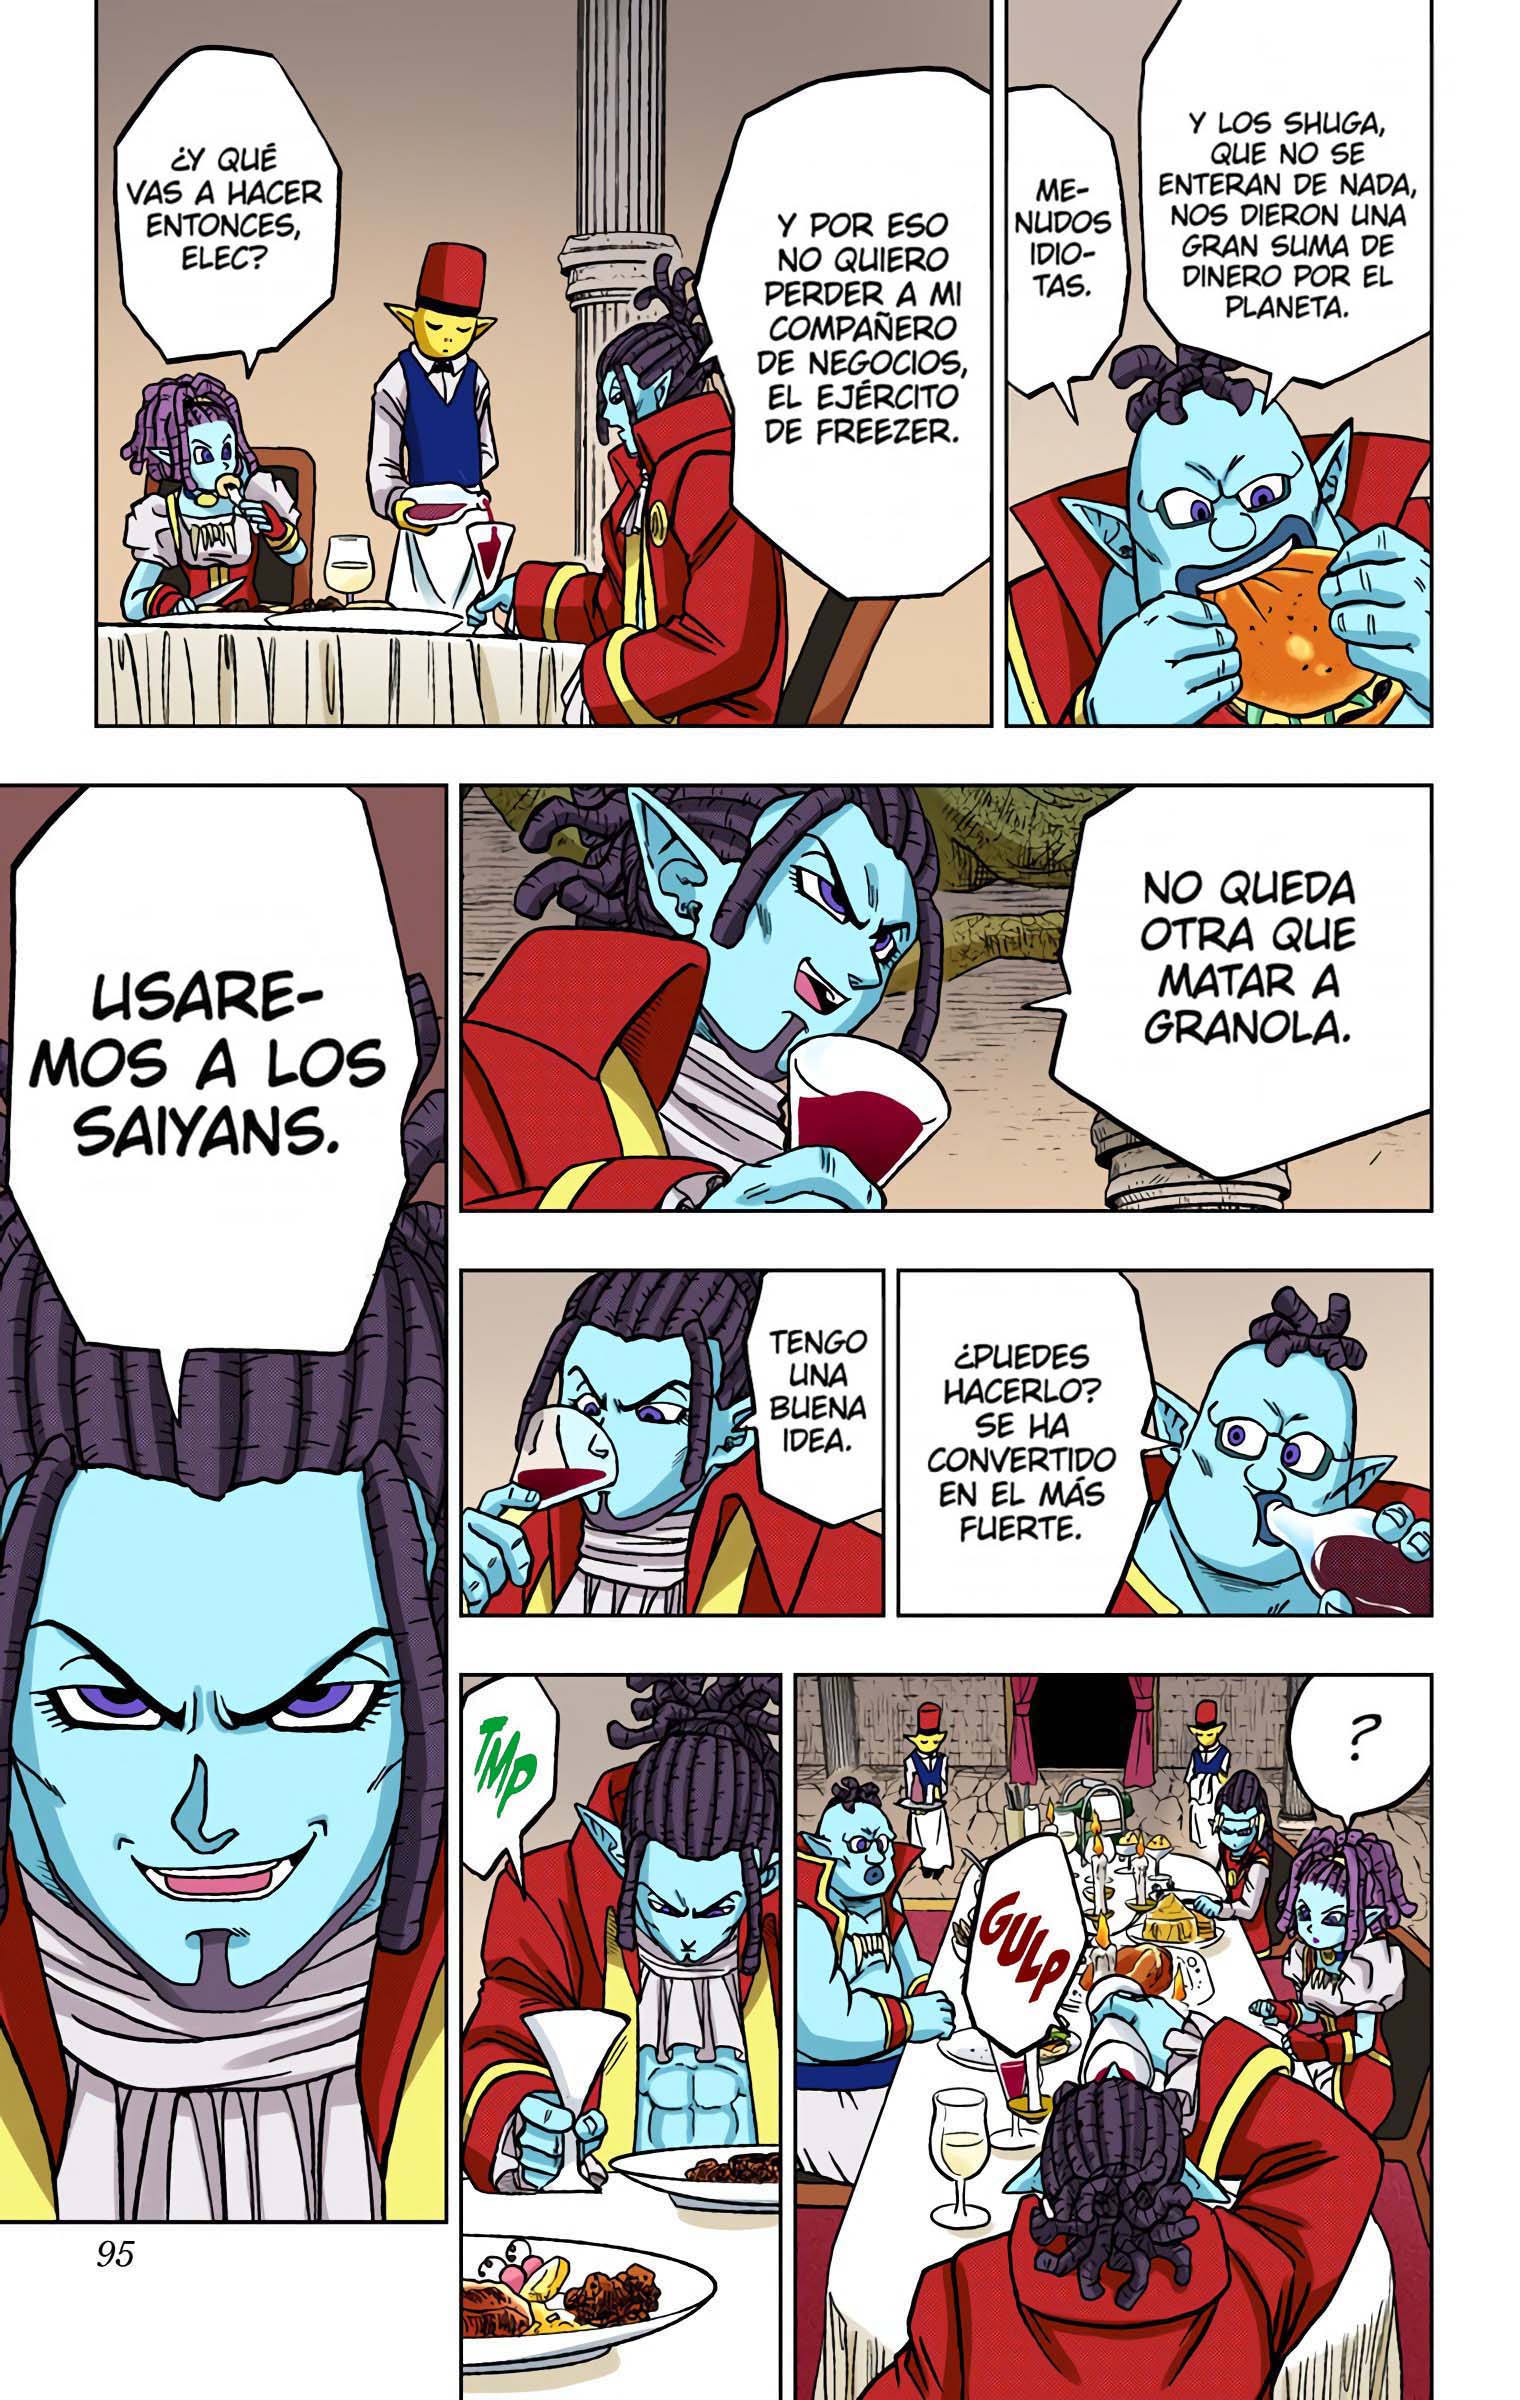 Y LOS SHUGA,
QUE NO SE
ENTERAN DE NADA,
NOS DIERON UNA
GRAN SUMA DE
DINERO POR EL
PLANETA.
ME-
NUDOS
IDIO-
TAS.
Y POR ESO
NO QUIERO
PERDER A MI
COMPAÑERO
DE NEGOCIOS,
EL EJÉRCITO
DE FREEZER.
¿Y QUÉ
VAS A HACER
ENTONCES,
ELEC?
NO QUEDA
OTRA QUE
MATAR A
GRANOLA.
¿PUEDES
HACERLO?
SE HA
CONVERTIDO
EN EL MÁS
FUERTE.
TENGO
UNA
BUENA
IDEA.
?
GULP
TMP
USARE-
MOS A LOS
SAIYANS.
95